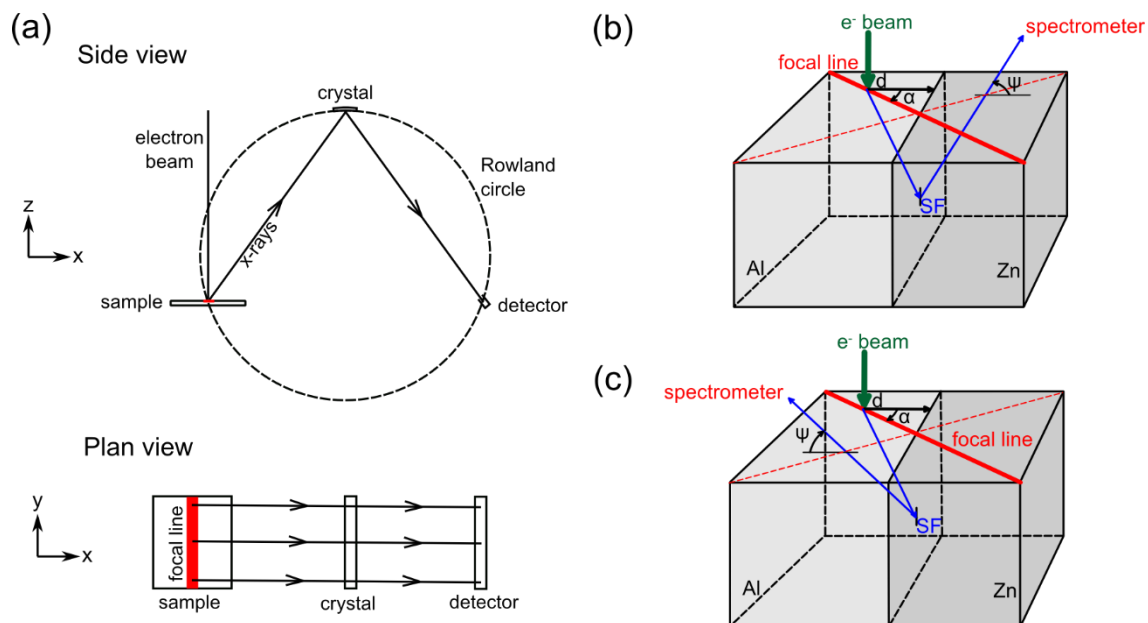 (a)
Side view
crystal
electron
beam
Rowland
circle
z
x
x-rays
sample
detector
Plan view
y
x
focal line
sample
crystal
detector
(b)
e⁻ beam
spectrometer
focal line
d
α
Ψ
SF
Al
Zn
(c)
e⁻ beam
spectrometer
d
α
Ψ
focal line
SF
Al
Zn